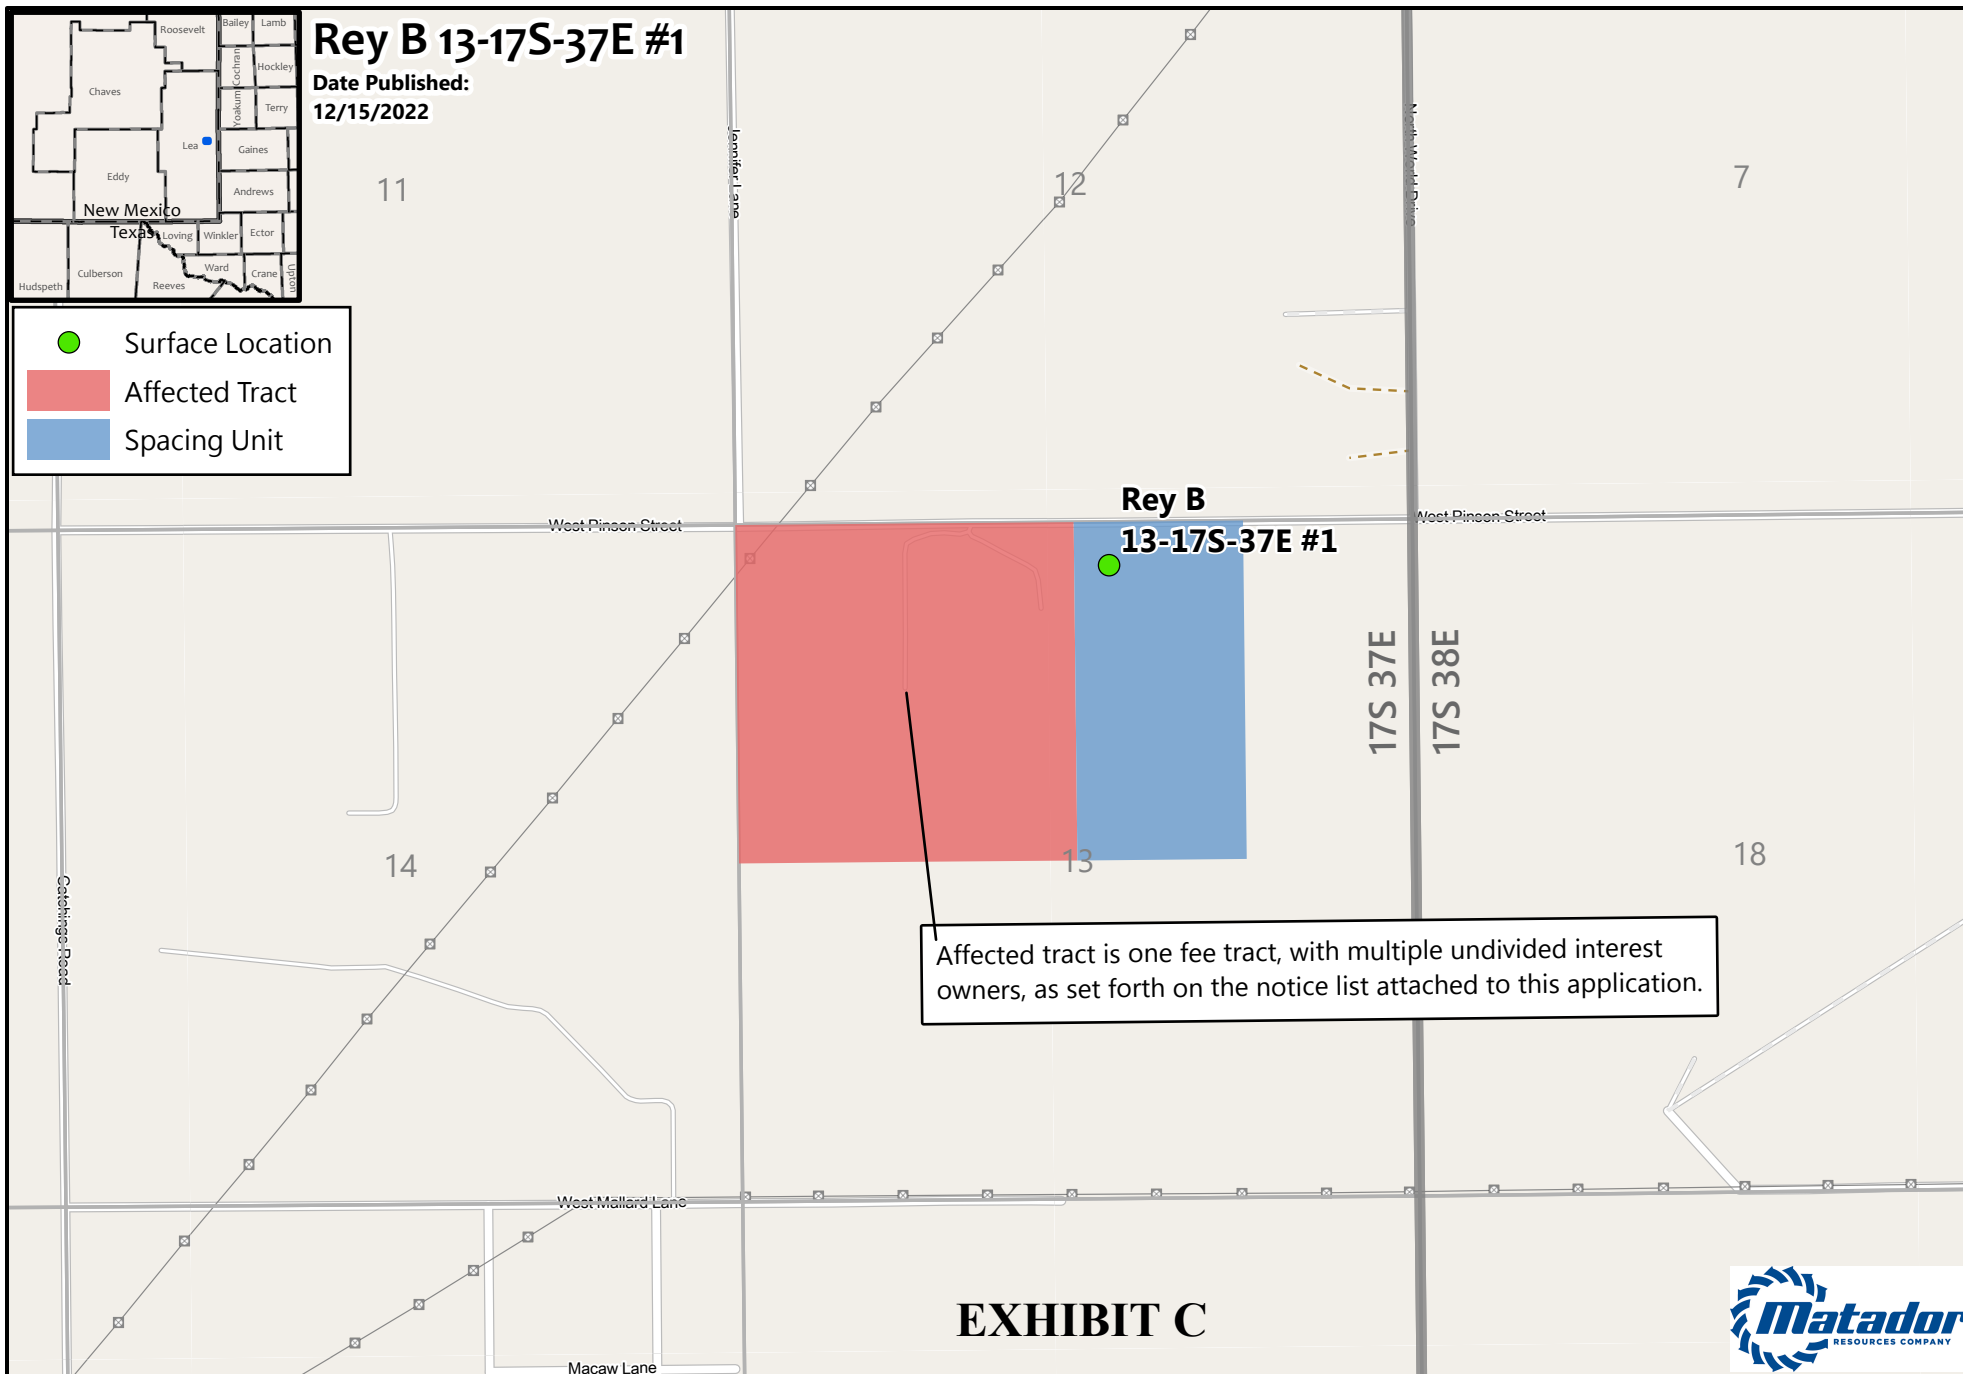 Rey B 13-17S-37E #1
Date Published:
12/15/2022
Roosevelt
Bailey
Lamb
Cochran
Hockley
Chaves
Yoakum
Terry
Lea
Gaines
Eddy
Andrews
New Mexico
Texas
Loving
Winkler
Ector
Ward
Crane
Upton
Culberson
Reeves
Hudspeth
Surface Location
Affected Tract
Spacing Unit
11
12
7
Jennifer Lane
North World Drive
West Pinson Street
West Pinson Street
Rey B
13-17S-37E #1
17S 37E
17S 38E
14
13
18
Catchings Road
Affected tract is one fee tract, with multiple undivided interest
owners, as set forth on the notice list attached to this application.
West Mallard Lane
Macaw Lane
EXHIBIT C
Matador
RESOURCES COMPANY